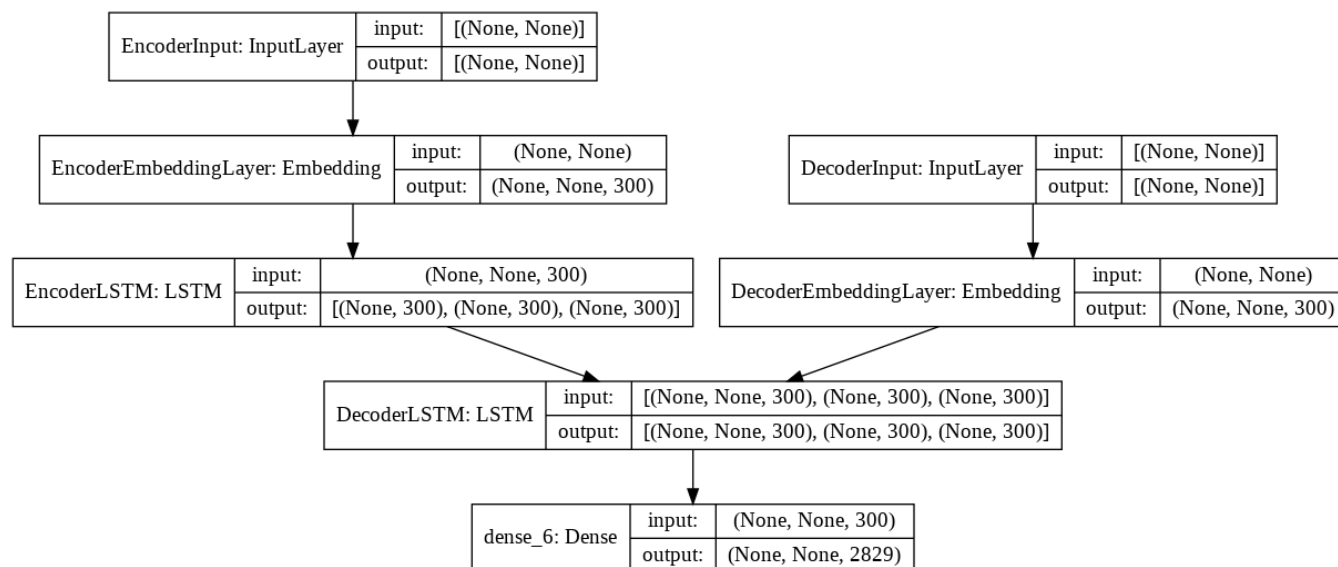 EncoderInput: InputLayer
input: [(None, None)]
output: [(None, None)]
EncoderEmbeddingLayer: Embedding
input: (None, None)
output: (None, None, 300)
DecoderInput: InputLayer
input: [(None, None)]
output: [(None, None)]
EncoderLSTM: LSTM
input: (None, None, 300)
output: [(None, 300), (None, 300), (None, 300)]
DecoderEmbeddingLayer: Embedding
input: (None, None)
output: (None, None, 300)
DecoderLSTM: LSTM
input: [(None, None, 300), (None, 300), (None, 300)]
output: [(None, None, 300), (None, 300), (None, 300)]
dense_6: Dense
input: (None, None, 300)
output: (None, None, 2829)